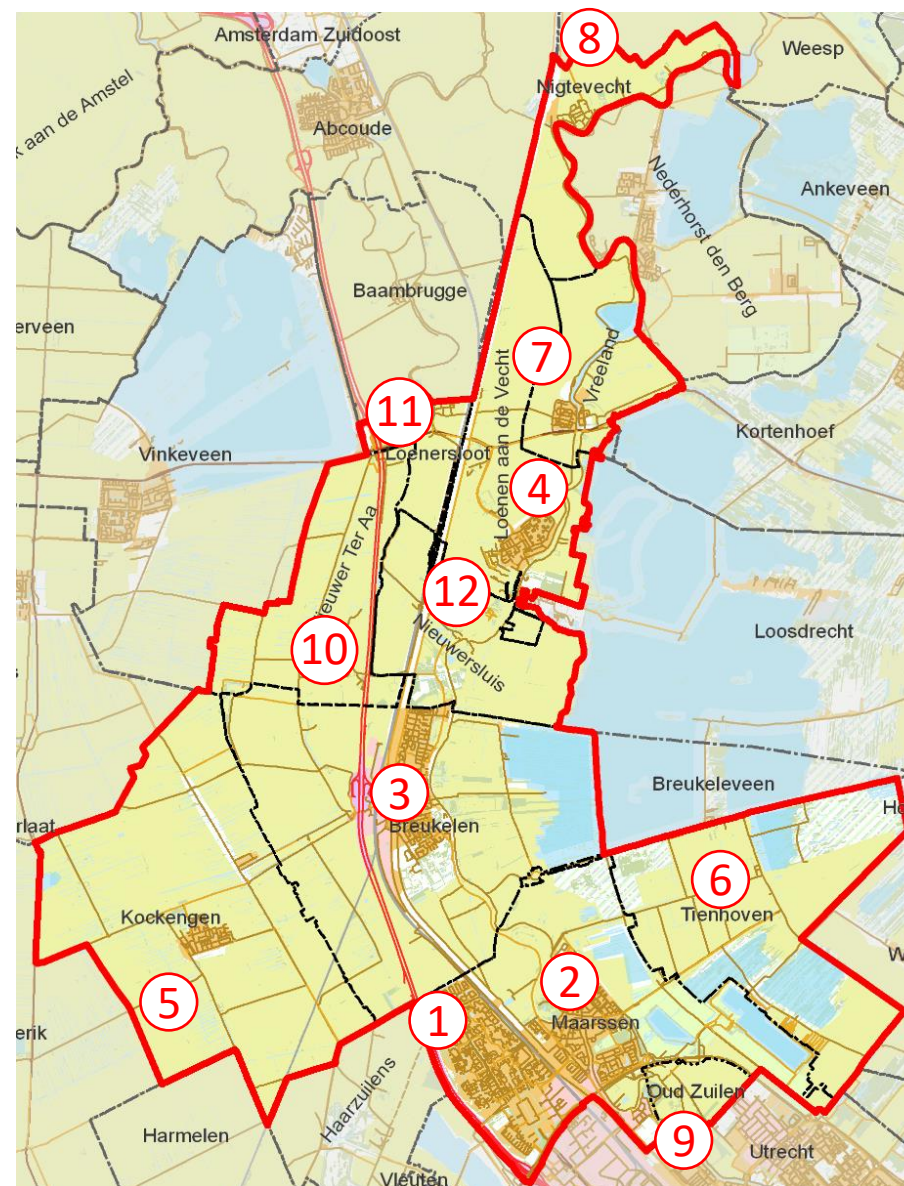 8
Amsterdam Zuidoost
Weesp
Nigtevecht
k aan de Amstel
Abcoude
Nederhorst den Berg
Ankeveen
Baambrugge
erveen
7
Vreeland
Loenen aan de Vecht
11
Kortenhoef
Vinkeveen
Loenersloot
4
ieuwer Ter Aa
12
Loosdrecht
10
Nieuwersluis
Breukeleveen
3
Ho
Breukelen
rlaat
6
Tienhoven
Kockengen
W
5
2
1
Maarssen
erik
Haarzuilens
Oud Zuilen
Harmelen
9
Utrecht
Vleuten